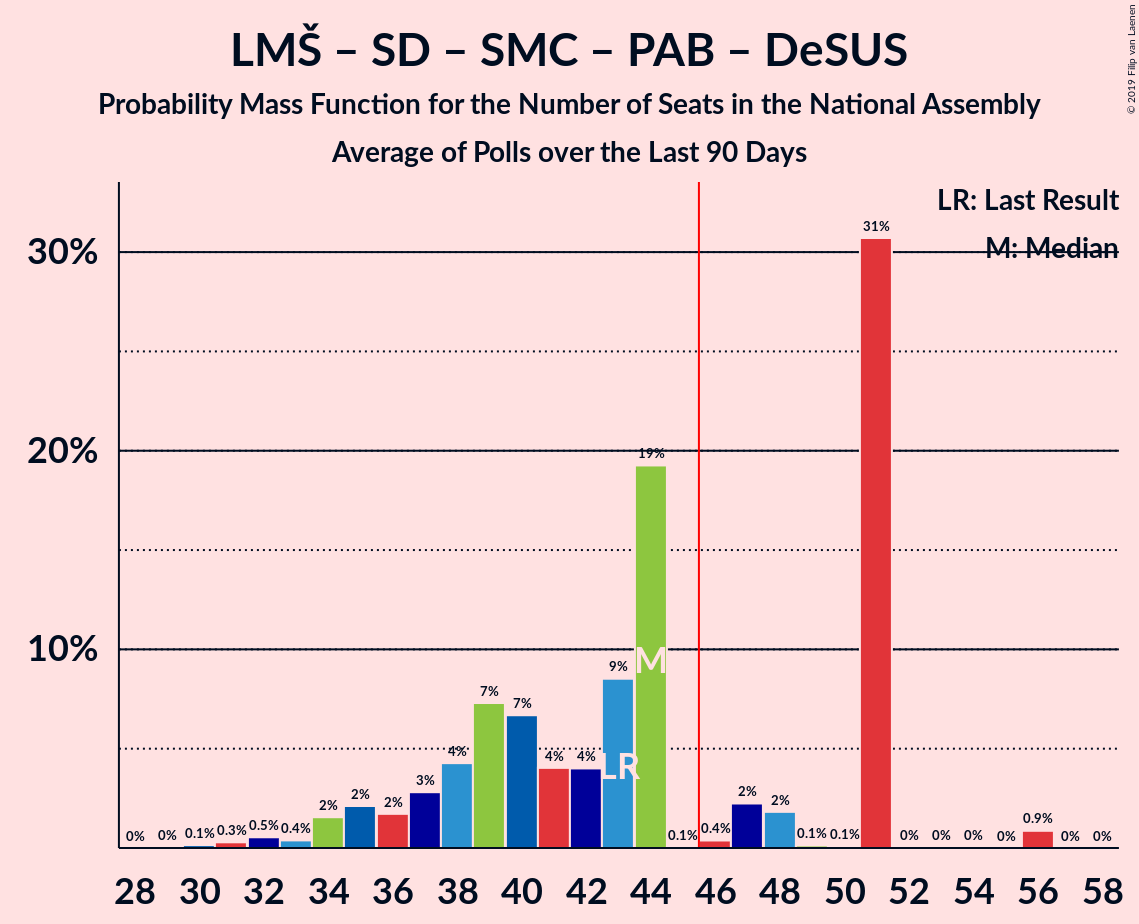 LMŠ – SD – SMC – PAB – DeSUS
Probability Mass Function for the Number of Seats in the National Assembly
Average of Polls over the Last 90 Days
© 2019 Filip van Laenen
LR: Last Result
M: Median
30%
20%
10%
0% 0% 0.1% 0.3% 0.5% 0.4% 2% 2% 2% 3% 4% 7% 7% 4% 4% 9% 19% 0.1% 0.4% 2% 2% 0.1% 0.1% 31% 0% 0% 0% 0% 0.9% 0% 0%
M
LR
28 30 32 34 36 38 40 42 44 46 48 50 52 54 56 58